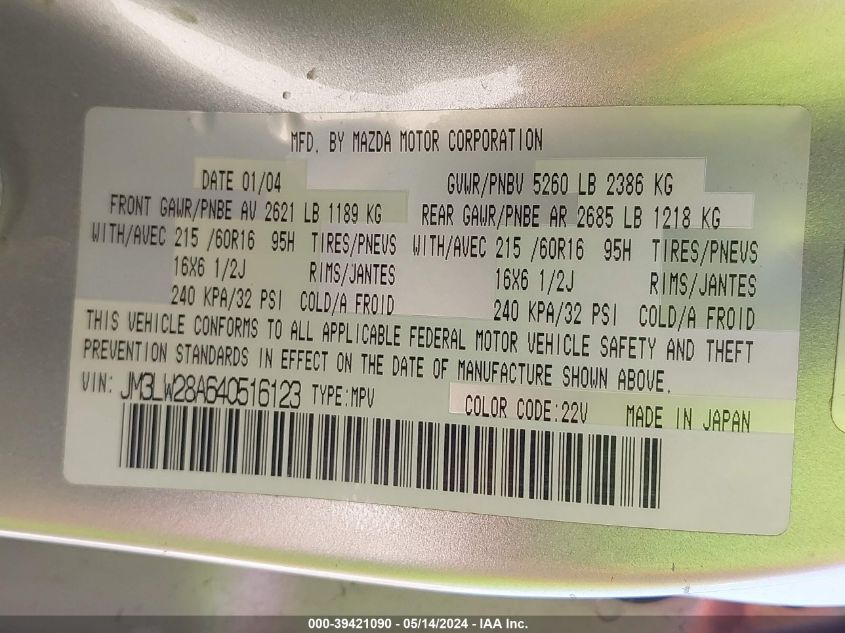 MFD. BY MAZDA MOTOR CORPORATION
DATE 01/04 GVWR/PNBV 5260 LB 2386 KG
FRONT GAWR/PNBE AV 2621 LB 1189 KG REAR GAWR/PNBE AR 2685 LB 1218 KG
WITH/AVEC 215 /60R16 95H TIRES/PNEUS WITH/AVEC 215 /60R16 95H TIRES/PNEUS
16X6 1/2J RIMS/JANTES 16X6 1/2J RIMS/JANTES
240 KPA/32 PSI COLD/A FROID 240 KPA/32 PSI COLD/A FROID
THIS VEHICLE CONFORMS TO ALL APPLICABLE FEDERAL MOTOR VEHICLE SAFETY AND THEFT
PREVENTION STANDARDS IN EFFECT ON THE DATE OF MANUFACTURE SHOWN ABOVE.
VIN: JM3LW28A640516123 TYPE:MPV COLOR CODE:22V MADE IN JAPAN
000-39421090 - 05/14/2024 - IAA Inc.